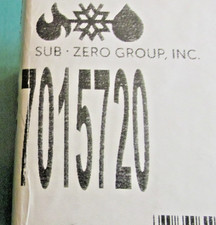 SUB · ZERO GROUP, INC.
7015720